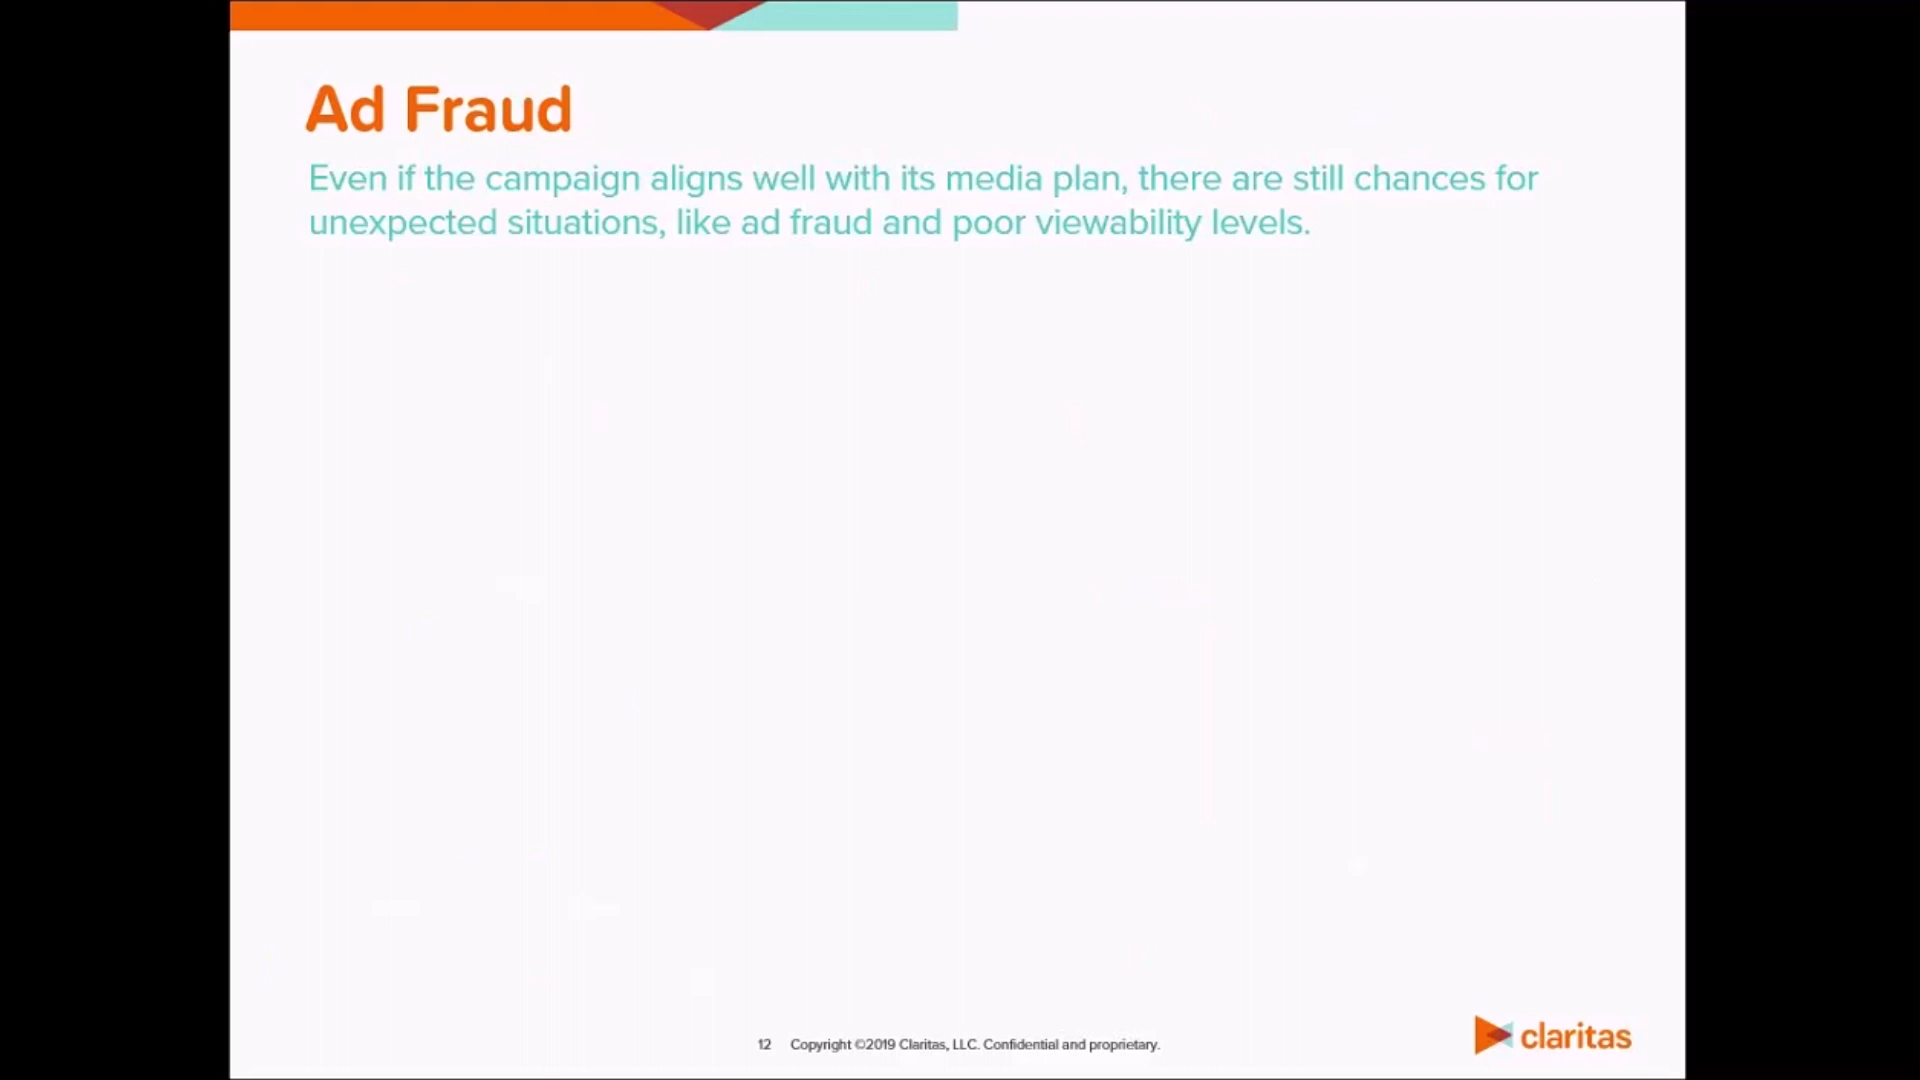 Ad Fraud
Even if the campaign aligns well with its media plan, there are still chances for
unexpected situations, like ad fraud and poor viewability levels.
12 Copyright ©2019 Claritas, LLC. Confidential and proprietary.
claritas